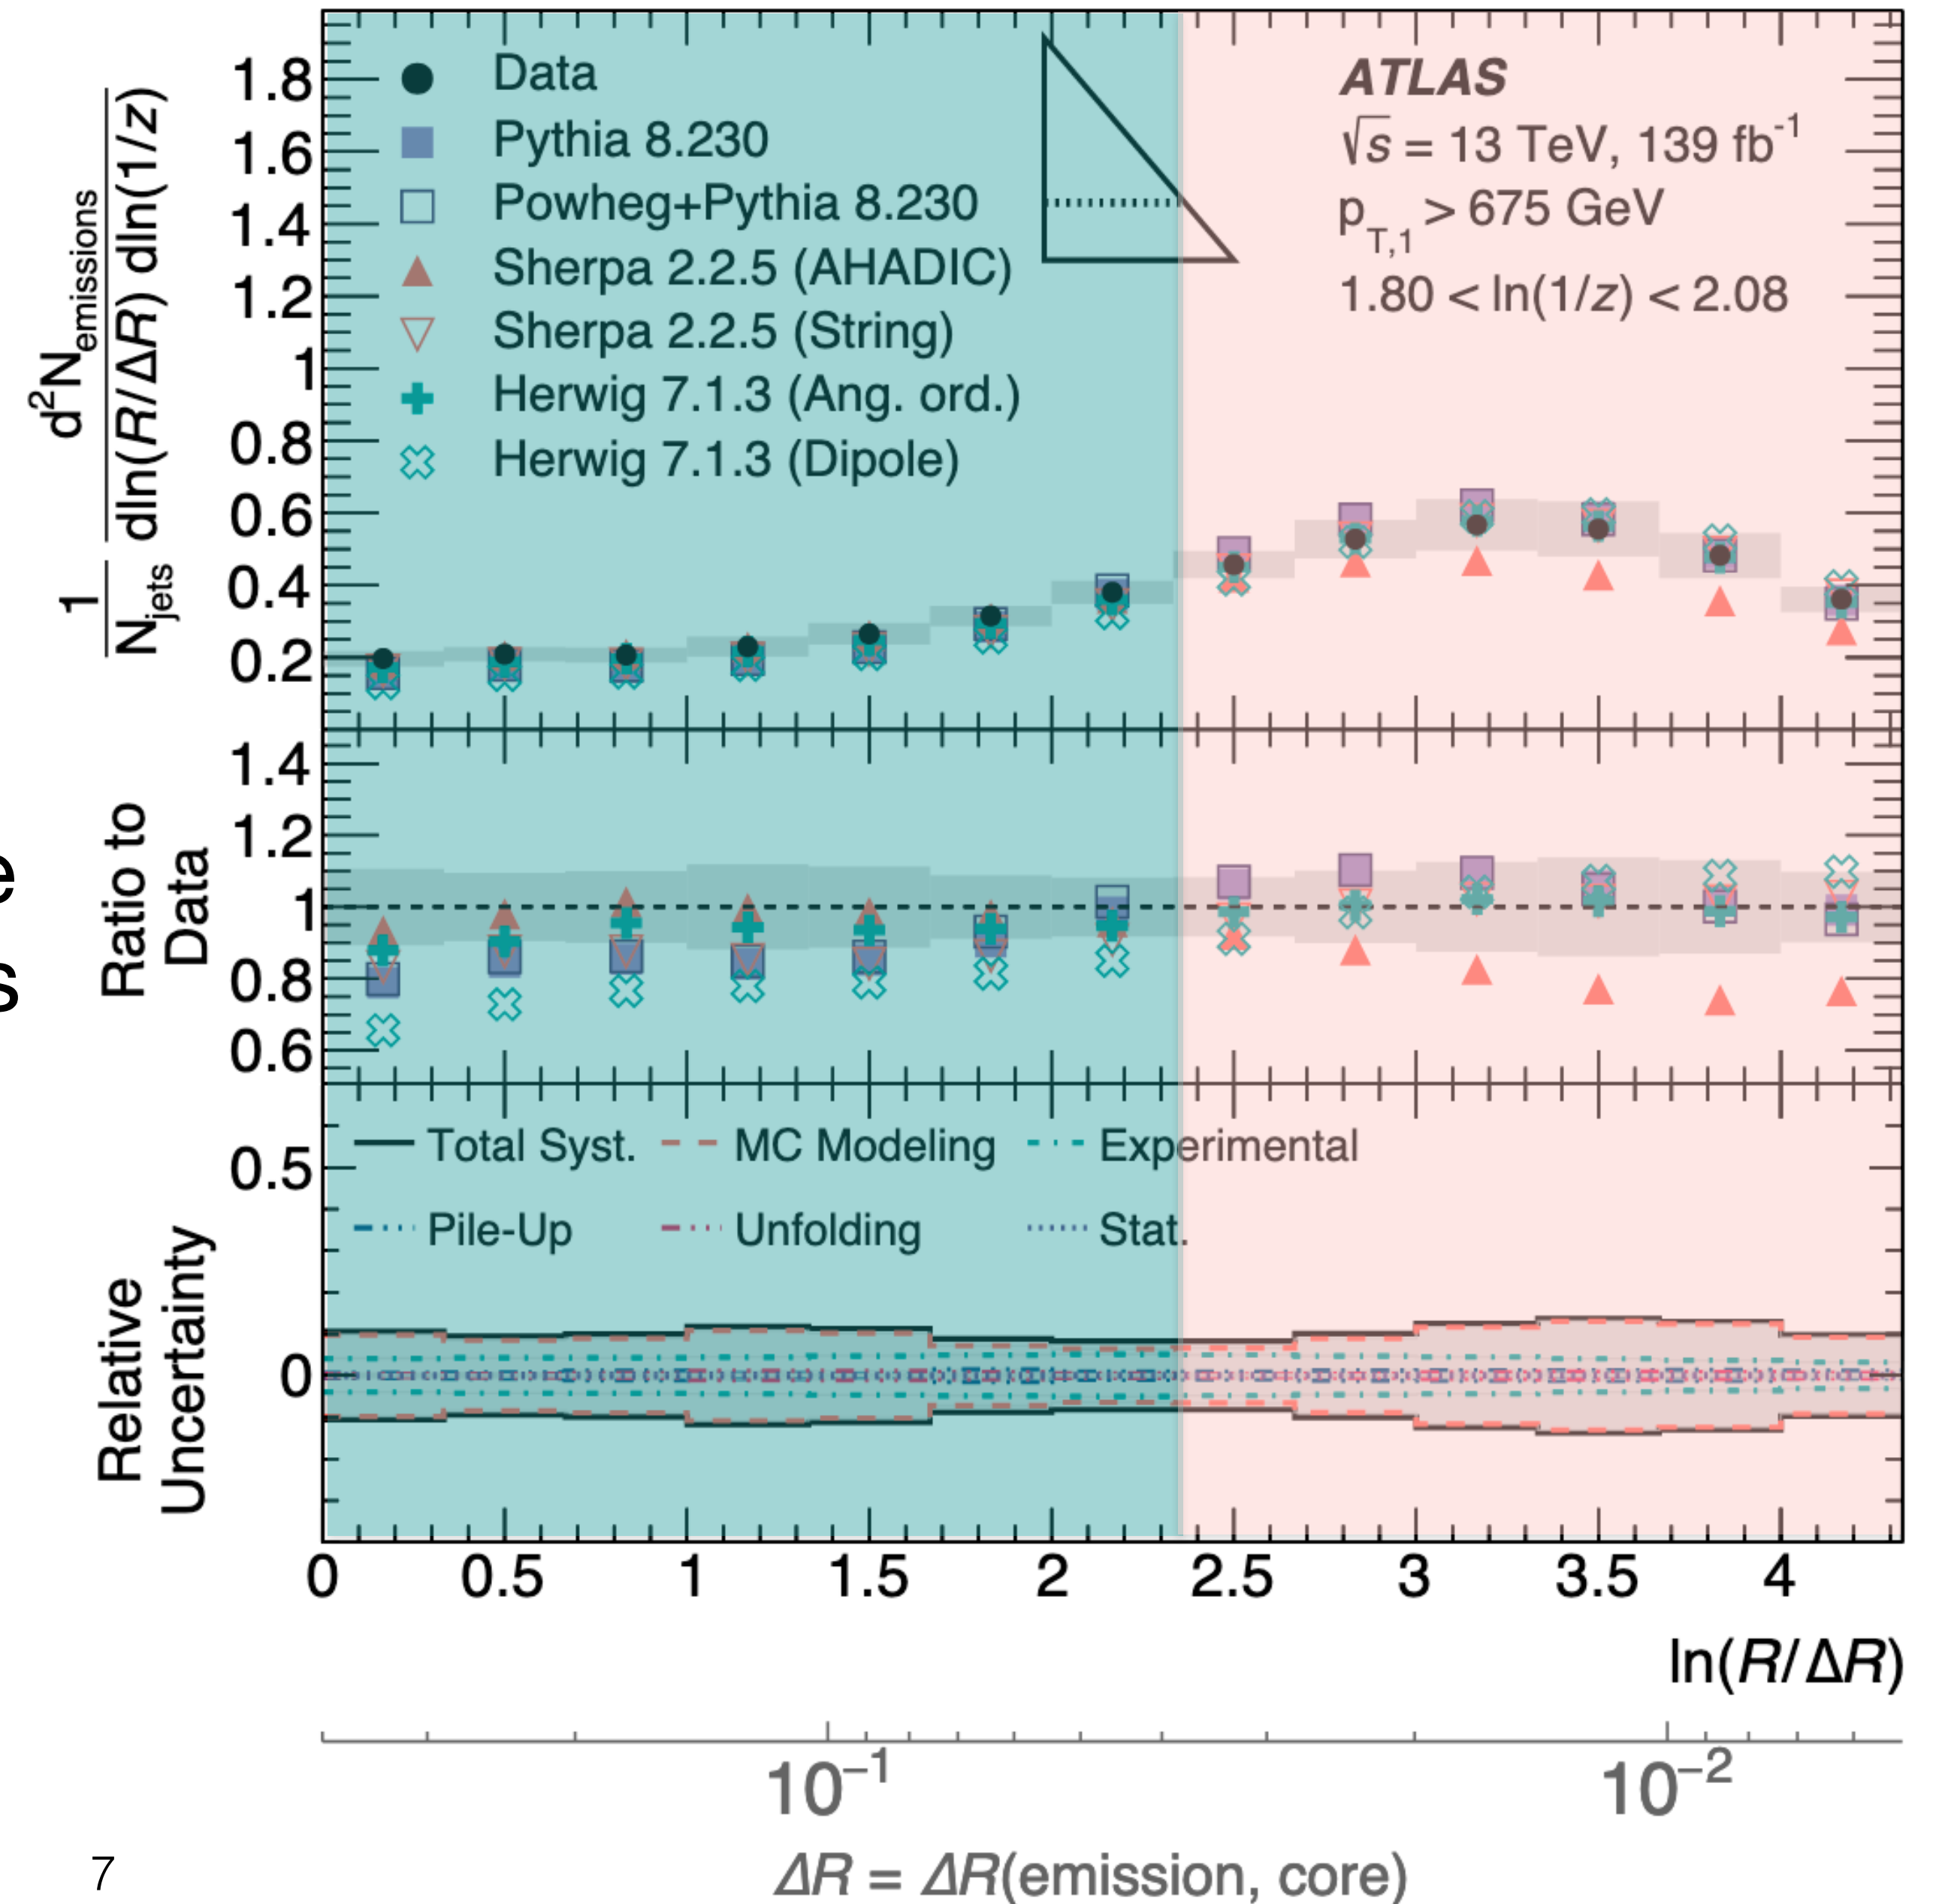 1.8
1.6
1.4
1.2
1
0.8
0.6
0.4
0.2
1/N_jets d²N_emissions / dln(R/ΔR) dln(1/z)
Data
Pythia 8.230
Powheg+Pythia 8.230
Sherpa 2.2.5 (AHADIC)
Sherpa 2.2.5 (String)
Herwig 7.1.3 (Ang. ord.)
Herwig 7.1.3 (Dipole)
ATLAS
√s = 13 TeV, 139 fb⁻¹
p_T,1 > 675 GeV
1.80 < ln(1/z) < 2.08
Ratio to
Data
1.4
1.2
1
0.8
0.6
e
s
Total Syst. MC Modeling Experimental
Pile-Up Unfolding Stat.
Relative
Uncertainty
0.5
0
0 0.5 1 1.5 2 2.5 3 3.5 4
ln(R/ΔR)
10⁻¹ 10⁻²
ΔR = ΔR(emission, core)
7